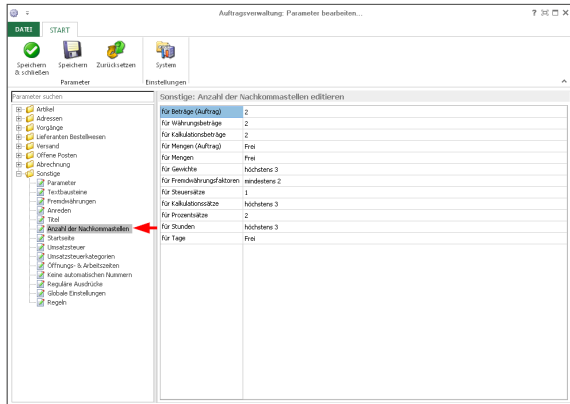 Auftragsverwaltung: Parameter bearbeiten...
DATEI START
Speichern & schließen
Speichern
Zurücksetzen
System
Parameter
Einstellungen
Parameter suchen
Artikel
Adressen
Vorgänge
Lieferanten Bestellwesen
Versand
Offene Posten
Abrechnung
Sonstige
Parameter
Textbausteine
Fremdwährungen
Anreden
Titel
Anzahl der Nachkommastellen
Startseite
Umsatzsteuer
Umsatzsteuerkategorien
Öffnungs- & Arbeitszeiten
Keine automatischen Nummern
Reguläre Ausdrücke
Globale Einstellungen
Regeln
Sonstige: Anzahl der Nachkommastellen editieren
für Beträge (Auftrag) 2
für Währungsbeträge 2
für Kalkulationsbeträge 2
für Mengen (Auftrag) Frei
für Mengen Frei
für Gewichte höchstens 3
für Fremdwährungsfaktoren mindestens 2
für Steuersätze 1
für Kalkulationssätze höchstens 3
für Prozentsätze 2
für Stunden höchstens 3
für Tage Frei